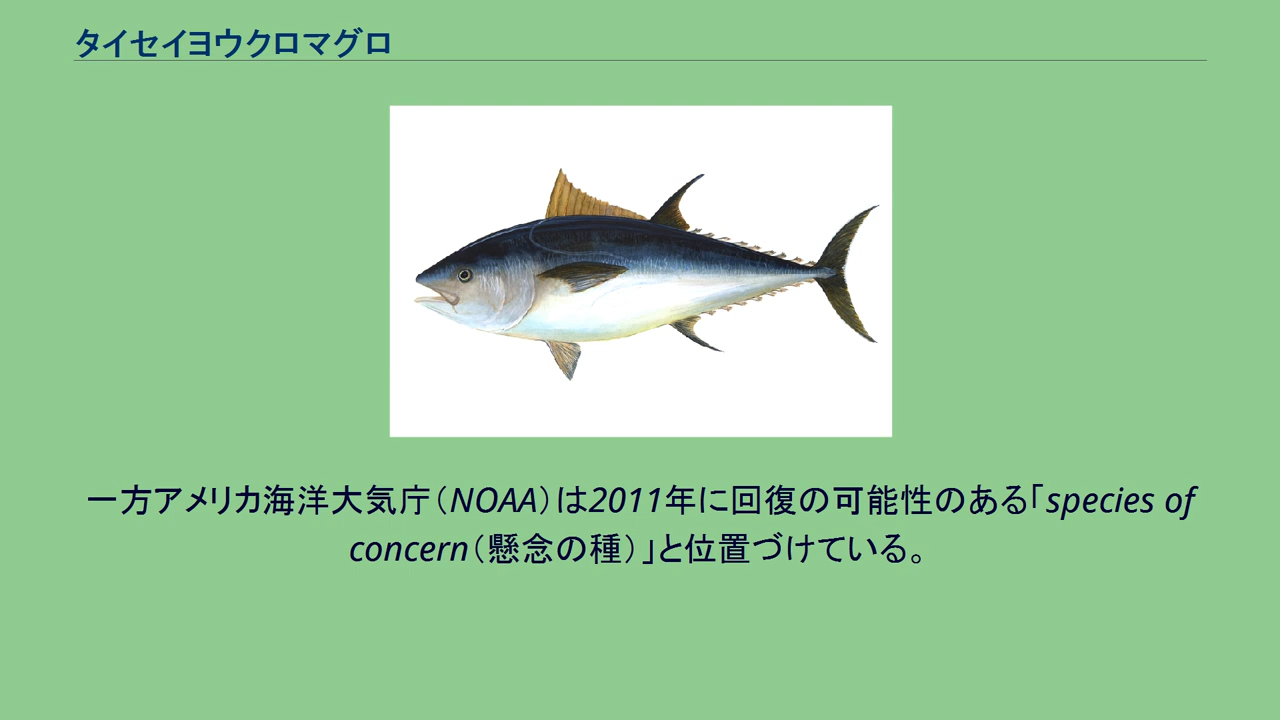 タイセイヨウクロマグロ
一方アメリカ海洋大気庁（NOAA）は2011年に回復の可能性のある「species of
concern（懸念の種）」と位置づけている。